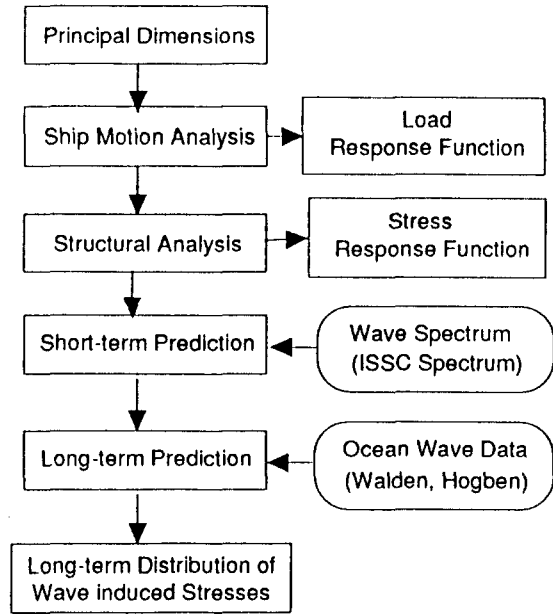 Principal Dimensions
Ship Motion Analysis
Load
Response Function
Structural Analysis
Stress
Response Function
Short-term Prediction
Wave Spectrum
(ISSC Spectrum)
Long-term Prediction
Ocean Wave Data
(Walden, Hogben)
Long-term Distribution of
Wave induced Stresses